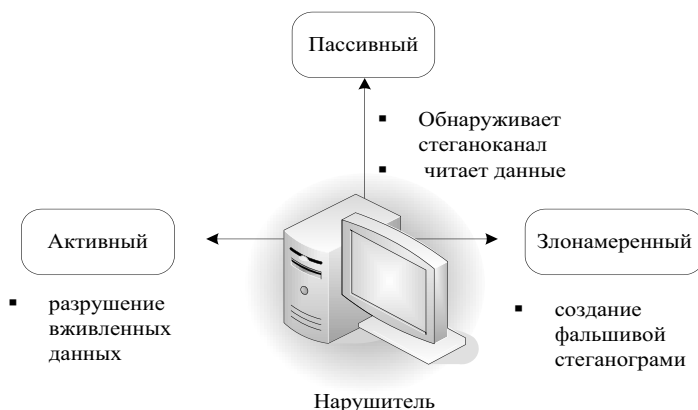 Пассивный
▪ Обнаруживает
стеганоканал
▪ читает данные
Активный
Злонамеренный
▪ разрушение
вживленных
данных
▪ создание
фальшивой
стеганограми
Нарушитель